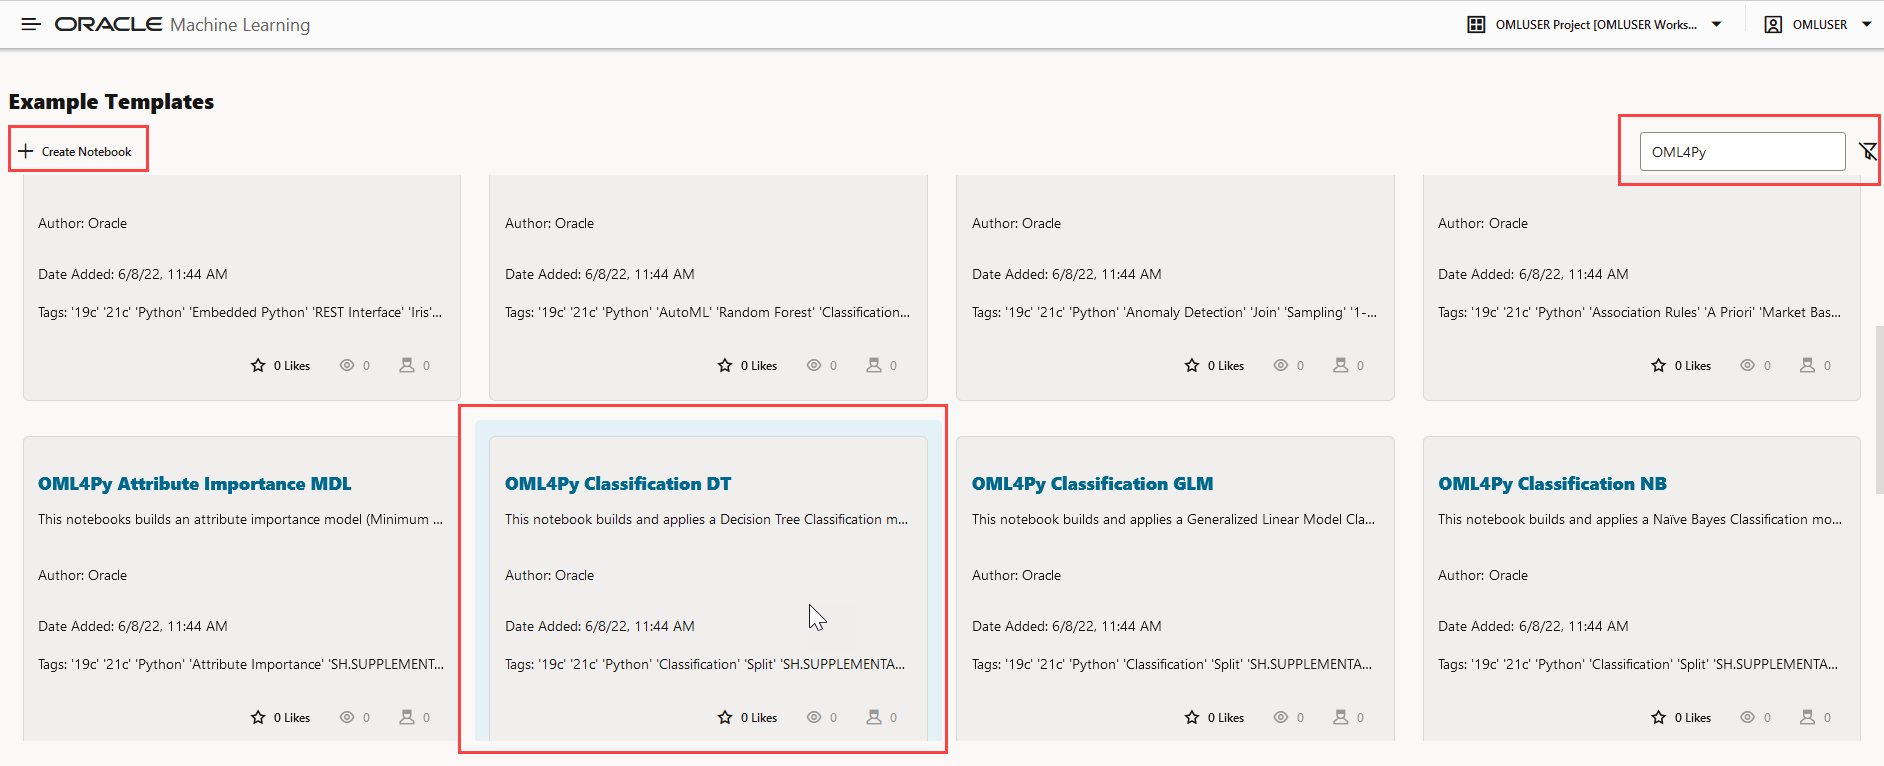 ORACLE Machine Learning
OMLUSER Project [OMLUSER Works...
OMLUSER
Example Templates
Create Notebook
OML4Py
Author: Oracle
Date Added: 6/8/22, 11:44 AM
Tags: '19c' '21c' 'Python' 'Embedded Python' 'REST Interface' 'Iris'...
0 Likes 0 0
Author: Oracle
Date Added: 6/8/22, 11:44 AM
Tags: '19c' '21c' 'Python' 'AutoML' 'Random Forest' 'Classification...
0 Likes 0 0
Author: Oracle
Date Added: 6/8/22, 11:44 AM
Tags: '19c' '21c' 'Python' 'Anomaly Detection' 'Join' 'Sampling' '1-...
0 Likes 0 0
Author: Oracle
Date Added: 6/8/22, 11:44 AM
Tags: '19c' '21c' 'Python' 'Association Rules' 'A Priori' 'Market Bas...
0 Likes 0 0
OML4Py Attribute Importance MDL
This notebooks builds an attribute importance model (Minimum ...
Author: Oracle
Date Added: 6/8/22, 11:44 AM
Tags: '19c' '21c' 'Python' 'Attribute Importance' 'SH.SUPPLEMENT...
0 Likes 0 0
OML4Py Classification DT
This notebook builds and applies a Decision Tree Classification m...
Author: Oracle
Date Added: 6/8/22, 11:44 AM
Tags: '19c' '21c' 'Python' 'Classification' 'Split' 'SH.SUPPLEMENTA...
0 Likes 0 0
OML4Py Classification GLM
This notebook builds and applies a Generalized Linear Model Cla...
Author: Oracle
Date Added: 6/8/22, 11:44 AM
Tags: '19c' '21c' 'Python' 'Classification' 'Split' 'SH.SUPPLEMENTA...
0 Likes 0 0
OML4Py Classification NB
This notebook builds and applies a Naïve Bayes Classification mo...
Author: Oracle
Date Added: 6/8/22, 11:44 AM
Tags: '19c' '21c' 'Python' 'Classification' 'Split' 'SH.SUPPLEMENTA...
0 Likes 0 0